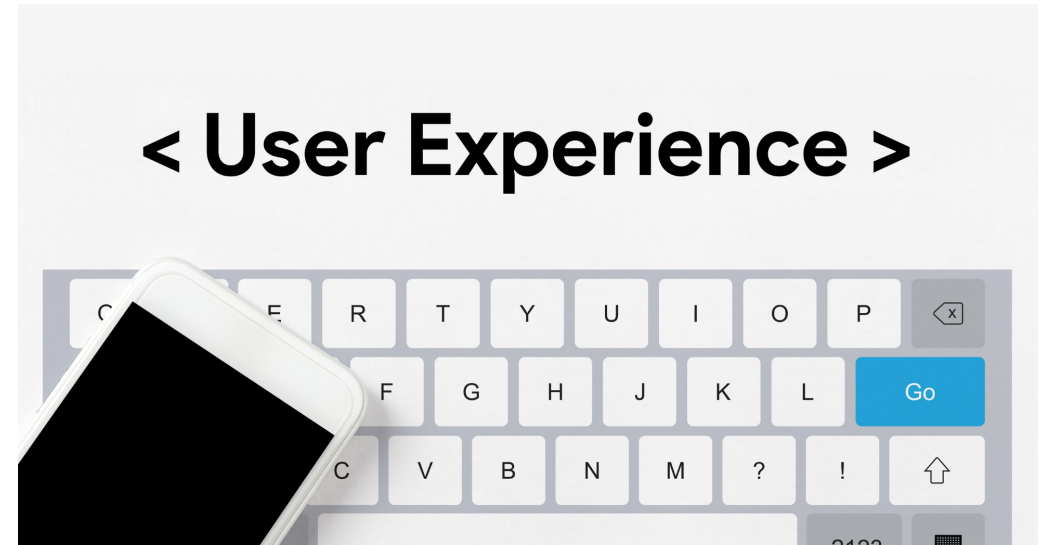 < User Experience >
E R T Y U I O P
F G H J K L Go
C V B N M ? !